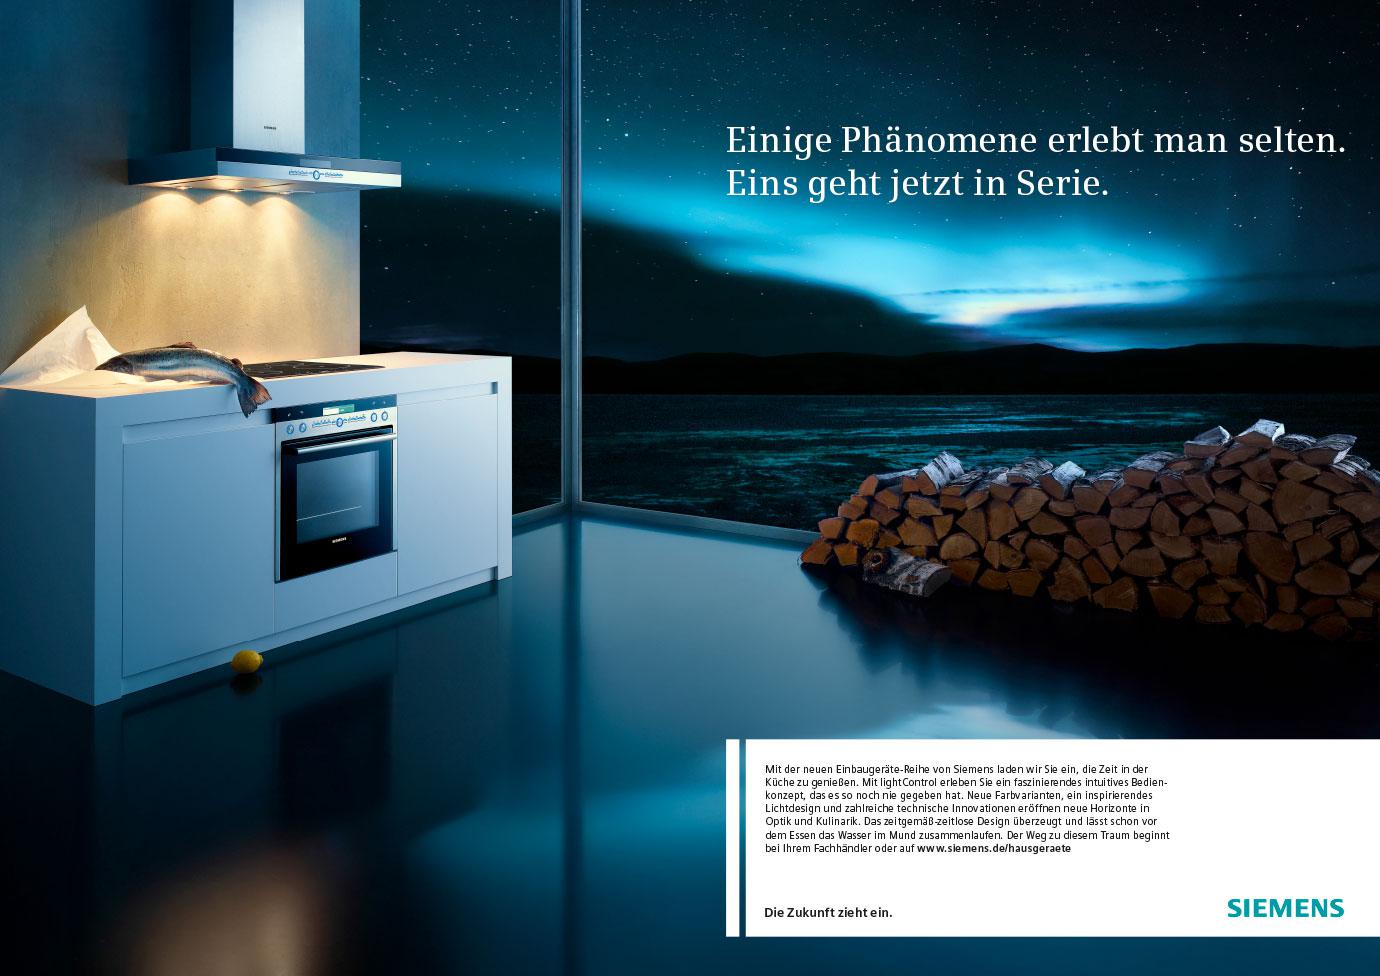 Einige Phänomene erlebt man selten.
Eins geht jetzt in Serie.
SIEMENS
SIEMENS
Mit der neuen Einbaugeräte-Reihe von Siemens laden wir Sie ein, die Zeit in der
Küche zu genießen. Mit lightControl erleben Sie ein faszinierendes intuitives Bedien-
konzept, das es so noch nie gegeben hat. Neue Farbvarianten, ein inspirierendes
Lichtdesign und zahlreiche technische Innovationen eröffnen neue Horizonte in
Optik und Kulinarik. Das zeitgemäß-zeitlose Design überzeugt und lässt schon vor
dem Essen das Wasser im Mund zusammenlaufen. Der Weg zu diesem Traum beginnt
bei Ihrem Fachhändler oder auf www.siemens.de/hausgeraete
Die Zukunft zieht ein.
SIEMENS